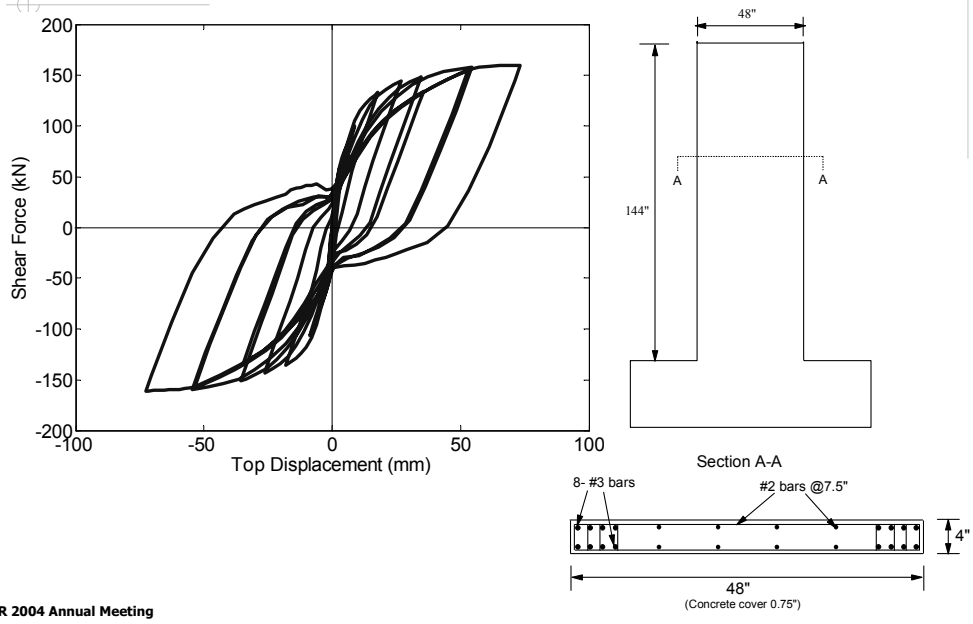 200
150
100
50
0
-50
-100
-150
-200
-100
-50
0
50
100
Shear Force (kN)
Top Displacement (mm)
48"
144"
A
A
Section A-A
8- #3 bars
#2 bars @7.5"
4"
48"
(Concrete cover 0.75")
R 2004 Annual Meeting